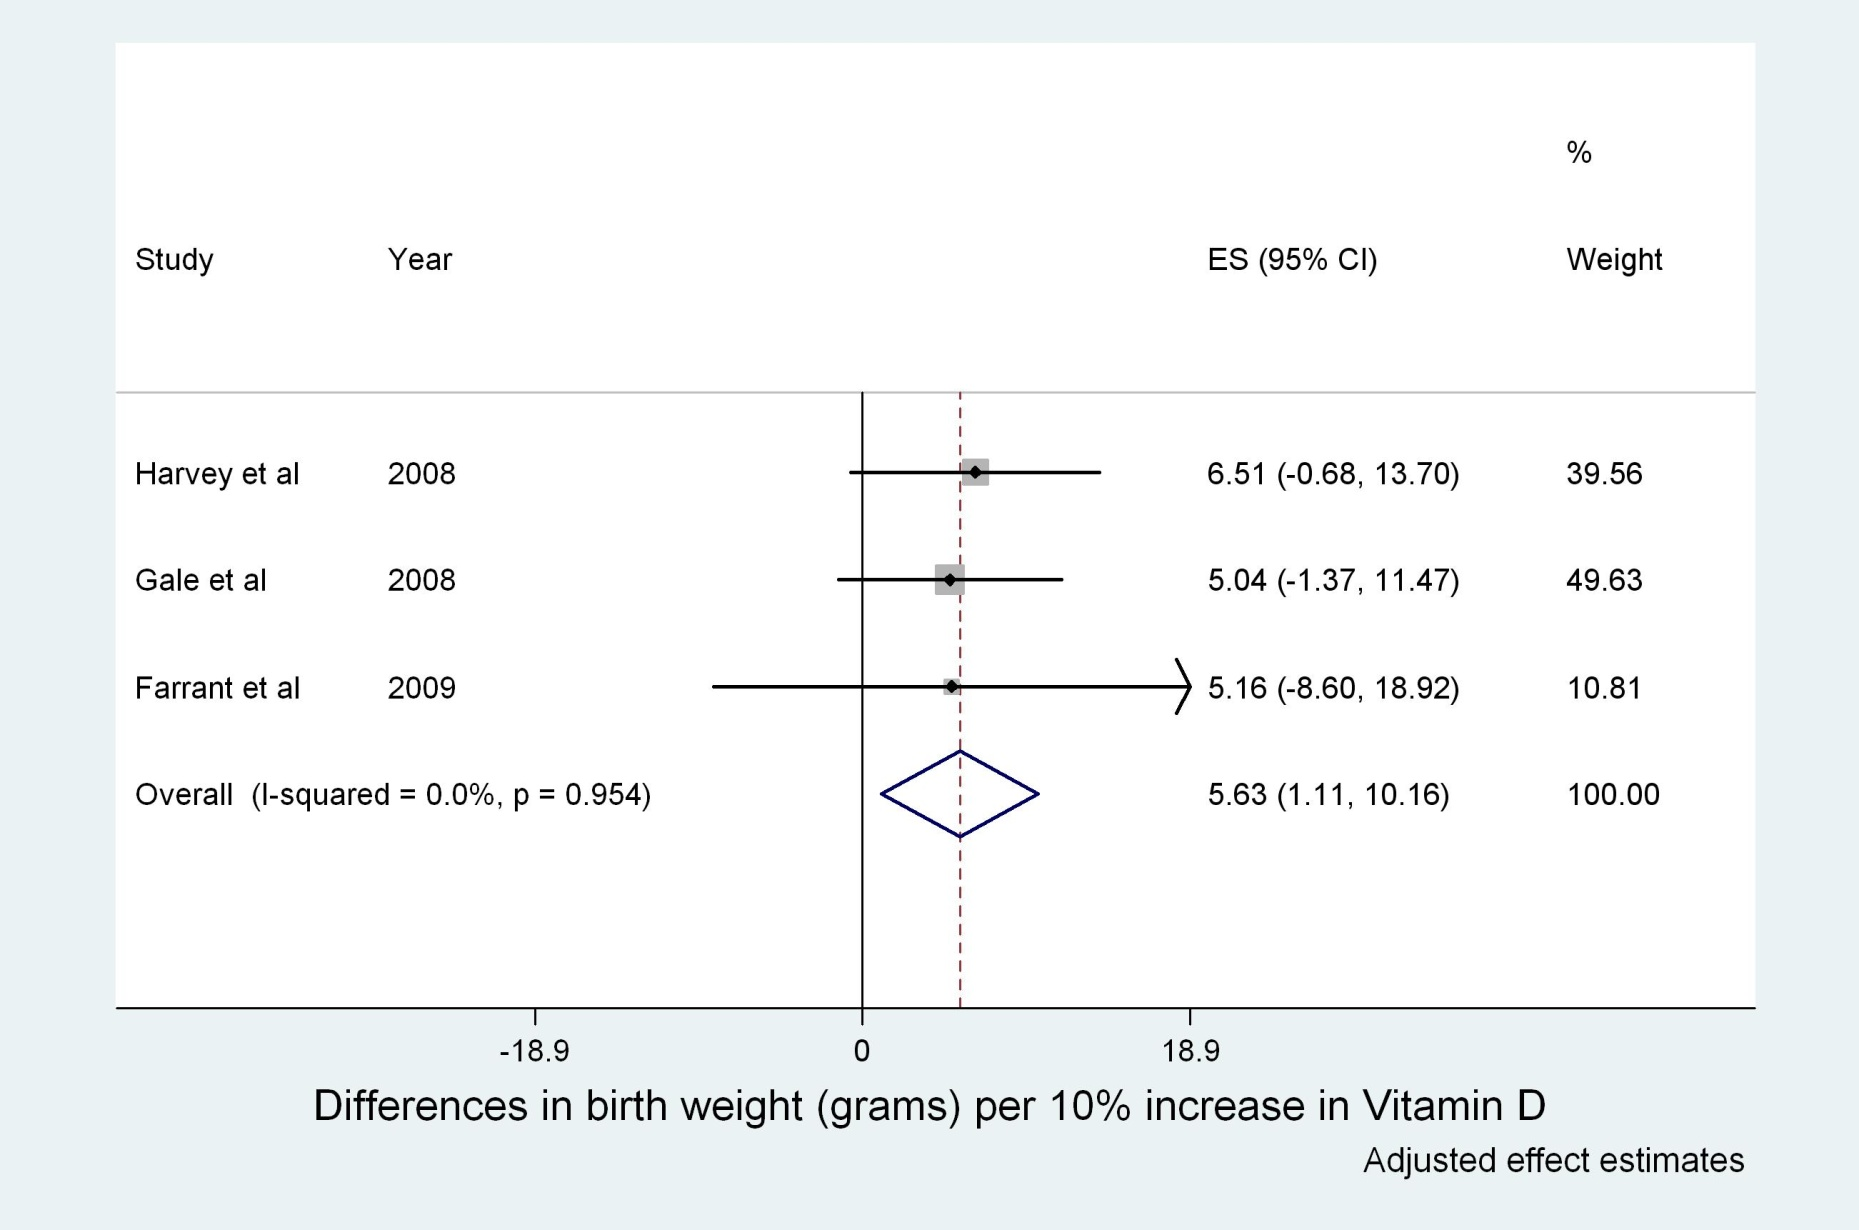 %
Study Year ES (95% CI) Weight
Harvey et al 2008 6.51 (-0.68, 13.70) 39.56
Gale et al 2008 5.04 (-1.37, 11.47) 49.63
Farrant et al 2009 5.16 (-8.60, 18.92) 10.81
Overall (I-squared = 0.0%, p = 0.954) 5.63 (1.11, 10.16) 100.00
-18.9 0 18.9
Differences in birth weight (grams) per 10% increase in Vitamin D
Adjusted effect estimates